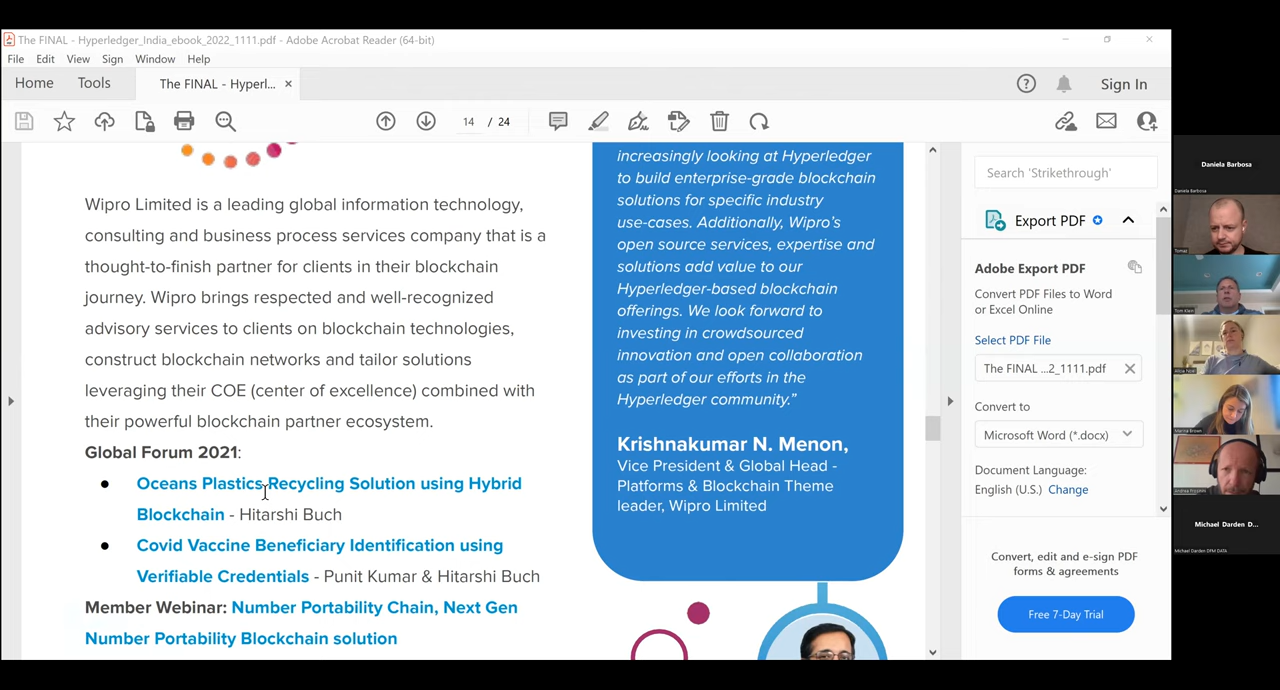 The FINAL - Hyperledger_India_ebook_2022_1111.pdf - Adobe Acrobat Reader (64-bit)
File Edit View Sign Window Help
Home Tools The FINAL - Hyperl... Sign In
14 / 24
Wipro Limited is a leading global information technology,
consulting and business process services company that is a
thought-to-finish partner for clients in their blockchain
journey. Wipro brings respected and well-recognized
advisory services to clients on blockchain technologies,
construct blockchain networks and tailor solutions
leveraging their COE (center of excellence) combined with
their powerful blockchain partner ecosystem.
Global Forum 2021:
● Oceans Plastics Recycling Solution using Hybrid
Blockchain - Hitarshi Buch
● Covid Vaccine Beneficiary Identification using
Verifiable Credentials - Punit Kumar & Hitarshi Buch
Member Webinar: Number Portability Chain, Next Gen
Number Portability Blockchain solution
increasingly looking at Hyperledger
to build enterprise-grade blockchain
solutions for specific industry
use-cases. Additionally, Wipro's
open source services, expertise and
solutions add value to our
Hyperledger-based blockchain
offerings. We look forward to
investing in crowdsourced
innovation and open collaboration
as part of our efforts in the
Hyperledger community.”
Krishnakumar N. Menon,
Vice President & Global Head -
Platforms & Blockchain Theme
leader, Wipro Limited
Search 'Strikethrough'
Export PDF
Adobe Export PDF
Convert PDF Files to Word
or Excel Online
Select PDF File
The FINAL ...2_1111.pdf
Convert to
Microsoft Word (*.docx)
Document Language:
English (U.S.) Change
Convert, edit and e-sign PDF
forms & agreements
Free 7-Day Trial
Daniela Barbosa
Daniela Barbosa
Tomas
Tom Klein
Marina Brown
Michael Darden D...
Michael Darden DFM DATA